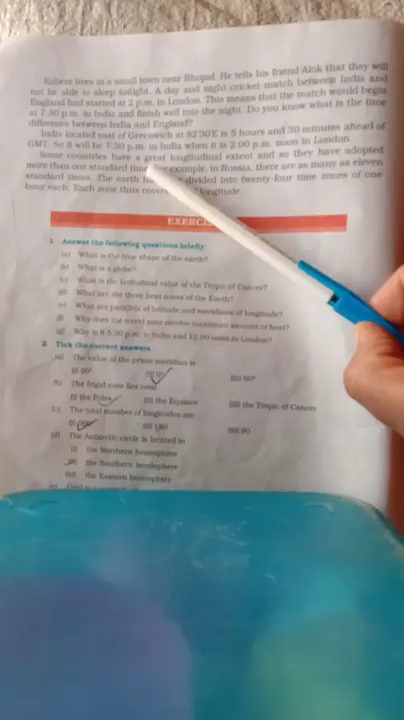 Kabeer lives in a small town near Bhopal. He tells his friend Alok that they will
not be able to sleep tonight. A day and night cricket match between India and
England had started at 2 p.m. in London. This means that the match would begin
at 7.30 p.m. in India and finish well into the night. Do you know what is the time
difference between India and England?
India located east of Greenwich at 82°30'E is 5 hours and 30 minutes ahead of
GMT. So it will be 7:30 p.m. in India when it is 2:00 p.m. noon in London.
Some countries have a great longitudinal extent and so they have adopted
more than one standard time. For example, in Russia, there are as many as eleven
standard times. The earth divided into twenty-four time zones of one
hour each. Each zone thus longitude.
EXERCIS
1. Answer the following questions briefly.
(a) What is the true shape of the earth?
(b) What is a globe?
(c) What is the latitudinal value of the Tropic of Cancer?
(d) What are the three heat zones of the Earth?
(e) What are parallels of latitude and meridians of longitude?
(f) Why does the torrid zone receive maximum amount of heat?
(g) Why is it 5:30 p.m. in India and 12.00 noon in London?
2. Tick the correct answers.
(a) The value of the prime meridian is
(i) 90° (ii) 0° (iii) 60°
(b) The frigid zone lies near
(i) the Poles (ii) the Equator (iii) the Tropic of Cancer
(c) The total number of longitudes are
(i) 360 (ii) 180 (iii) 90
(d) The Antarctic circle is located in
(i) the Northern hemisphere
(ii) the Southern hemisphere
(iii) the Eastern hemisphere